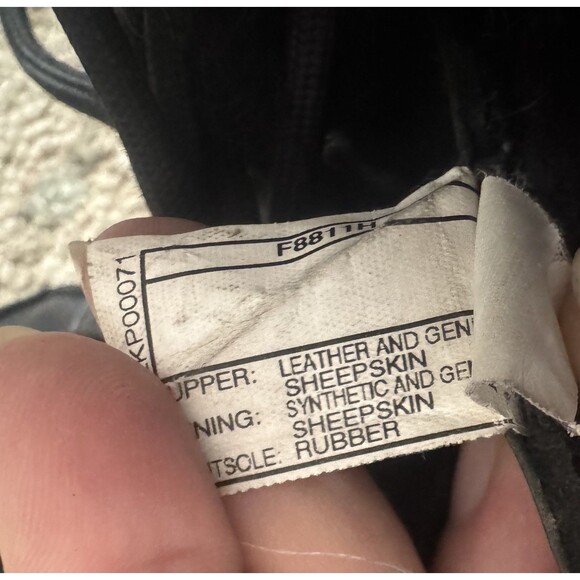 F8811H
KP00071
UPPER: LEATHER AND GEN
SHEEPSKIN
NING: SYNTHETIC AND GE
SHEEPSKIN
TSOLE: RUBBER